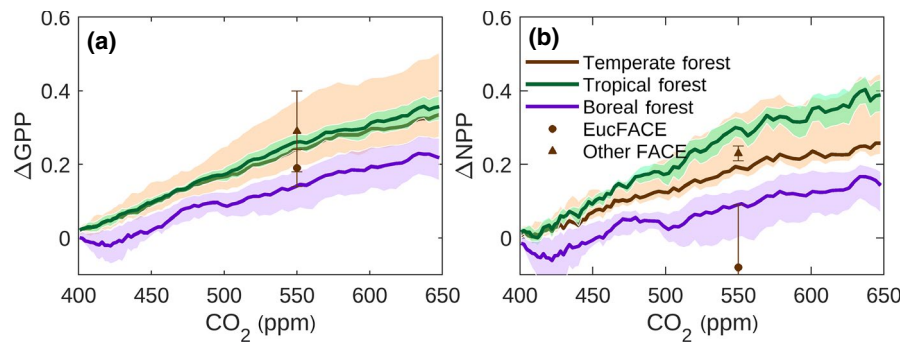 (a)
0.6
0.4
0.2
0
ΔGPP
400 450 500 550 600 650
CO2 (ppm)
(b)
0.6
0.4
0.2
0
ΔNPP
Temperate forest
Tropical forest
Boreal forest
EucFACE
Other FACE
400 450 500 550 600 650
CO2 (ppm)